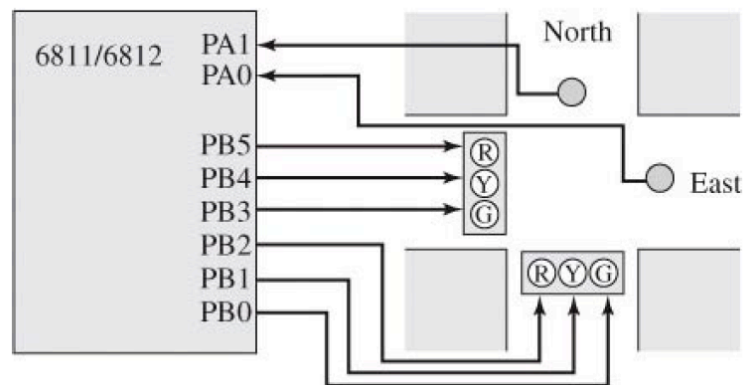 6811/6812
PA1
PA0
PB5
PB4
PB3
PB2
PB1
PB0
North
East
R
Y
G
R Y G